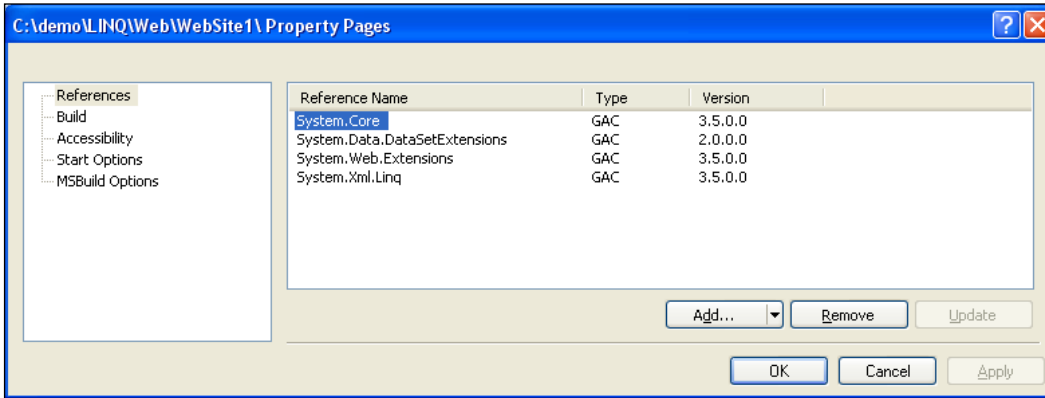 C:\demo\LINQ\Web\WebSite1\ Property Pages
?
References
Build
Accessibility
Start Options
MSBuild Options
Reference Name Type Version
System.Core GAC 3.5.0.0
System.Data.DataSetExtensions GAC 2.0.0.0
System.Web.Extensions GAC 3.5.0.0
System.Xml.Linq GAC 3.5.0.0
Add... Remove Update
OK Cancel Apply